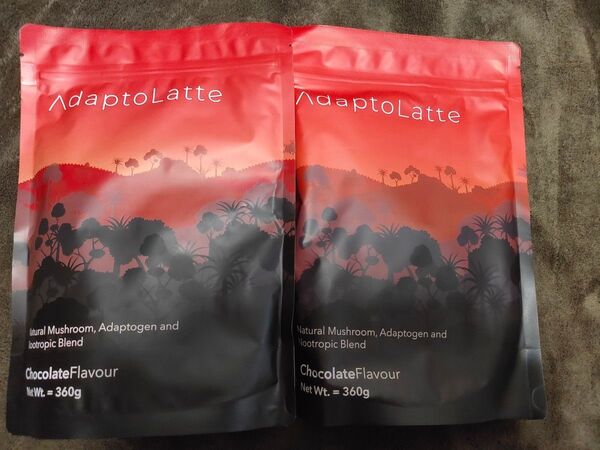 AdaptoLatte
Natural Mushroom, Adaptogen and
Nootropic Blend
ChocolateFlavour
Net Wt. = 360g
AdaptoLatte
Natural Mushroom, Adaptogen and
Nootropic Blend
ChocolateFlavour
Net Wt. = 360g